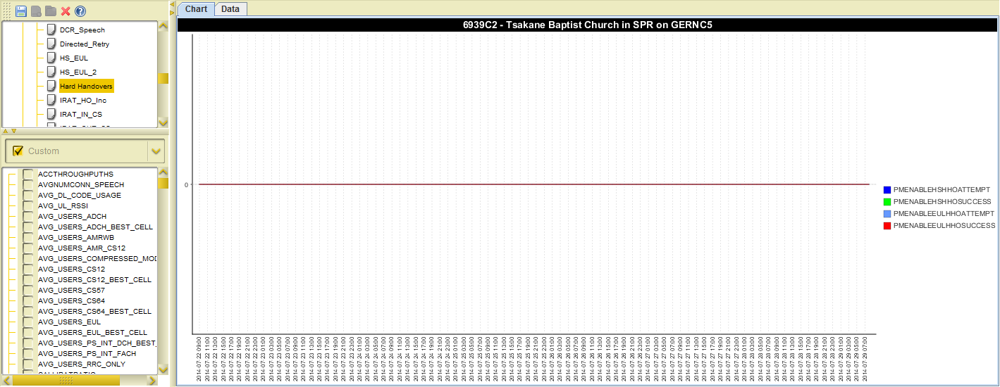 Chart
Data
6939C2 - Tsakane Baptist Church in SPR on GERNC5
DCR_Speech
Directed_Retry
HS_EUL
HS_EUL_2
Hard Handovers
IRAT_HO_Inc
IRAT_IN_CS
Custom
ACCTHROUGHPUTHS
AVGNUMCONN_SPEECH
AVG_DL_CODE_USAGE
AVG_UL_RSSI
AVG_USERS_ADCH
AVG_USERS_ADCH_BEST_CELL
AVG_USERS_AMRWB
AVG_USERS_AMR_CS12
AVG_USERS_COMPRESSED_MOD
AVG_USERS_CS12
AVG_USERS_CS12_BEST_CELL
AVG_USERS_CS57
AVG_USERS_CS64
AVG_USERS_CS64_BEST_CELL
AVG_USERS_EUL
AVG_USERS_EUL_BEST_CELL
AVG_USERS_PS_INT_DCH_BEST_
AVG_USERS_PS_INT_FACH
AVG_USERS_RRC_ONLY
0
2014-07-22 09:00
2014-07-22 11:00
2014-07-22 13:00
2014-07-22 15:00
2014-07-22 17:00
2014-07-22 19:00
2014-07-22 21:00
2014-07-22 23:00
2014-07-23 01:00
2014-07-23 03:00
2014-07-23 05:00
2014-07-23 07:00
2014-07-23 09:00
2014-07-23 11:00
2014-07-23 13:00
2014-07-23 15:00
2014-07-23 17:00
2014-07-23 19:00
2014-07-23 21:00
2014-07-23 23:00
2014-07-24 01:00
2014-07-24 03:00
2014-07-24 05:00
2014-07-24 07:00
2014-07-24 09:00
2014-07-24 11:00
2014-07-24 13:00
2014-07-24 15:00
2014-07-24 17:00
2014-07-24 19:00
2014-07-24 21:00
2014-07-24 23:00
2014-07-25 01:00
2014-07-25 03:00
2014-07-25 05:00
2014-07-25 07:00
2014-07-25 09:00
2014-07-25 11:00
2014-07-25 13:00
2014-07-25 15:00
2014-07-25 17:00
2014-07-25 19:00
2014-07-25 21:00
2014-07-25 23:00
2014-07-26 01:00
2014-07-26 03:00
2014-07-26 05:00
2014-07-26 07:00
2014-07-26 09:00
2014-07-26 11:00
2014-07-26 13:00
2014-07-26 15:00
2014-07-26 17:00
2014-07-26 19:00
2014-07-26 21:00
2014-07-26 23:00
2014-07-27 01:00
2014-07-27 03:00
2014-07-27 05:00
2014-07-27 07:00
2014-07-27 09:00
2014-07-27 11:00
2014-07-27 13:00
2014-07-27 15:00
2014-07-27 17:00
2014-07-27 19:00
2014-07-27 21:00
2014-07-27 23:00
2014-07-28 01:00
2014-07-28 03:00
2014-07-28 05:00
2014-07-28 07:00
2014-07-28 09:00
2014-07-28 11:00
2014-07-28 13:00
2014-07-28 15:00
2014-07-28 17:00
2014-07-28 19:00
2014-07-28 21:00
2014-07-28 23:00
2014-07-29 01:00
2014-07-29 03:00
2014-07-29 05:00
2014-07-29 07:00
PMENABLEHSHHOATTEMPT
PMENABLEHSHHOSUCCESS
PMENABLEEULHHOATTEMPT
PMENABLEEULHHOSUCCESS